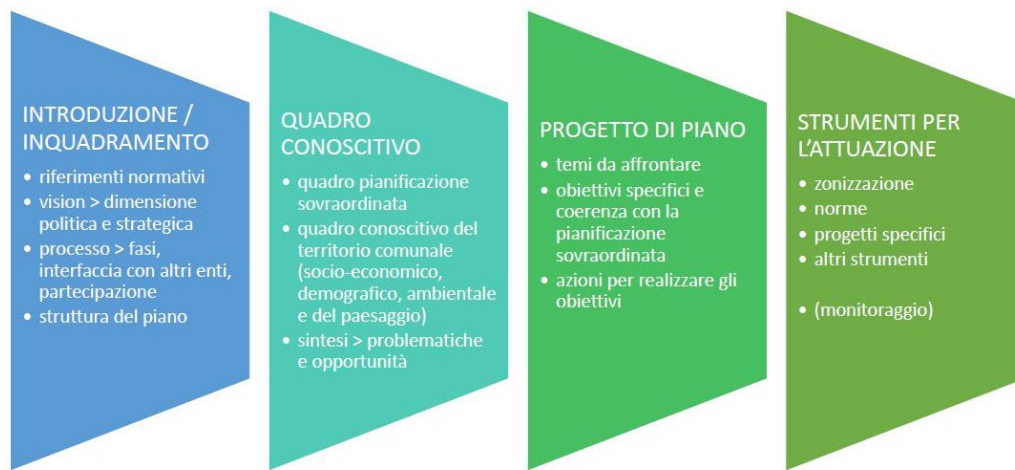 INTRODUZIONE /
INQUADRAMENTO
• riferimenti normativi
• vision > dimensione
politica e strategica
• processo > fasi,
interfaccia con altri enti,
partecipazione
• struttura del piano
QUADRO
CONOSCITIVO
• quadro pianificazione
sovraordinata
• quadro conoscitivo del
territorio comunale
(socio-economico,
demografico, ambientale
e del paesaggio)
• sintesi > problematiche
e opportunità
PROGETTO DI PIANO
• temi da affrontare
• obiettivi specifici e
coerenza con la
pianificazione
sovraordinata
• azioni per realizzare gli
obiettivi
STRUMENTI PER
L'ATTUAZIONE
• zonizzazione
• norme
• progetti specifici
• altri strumenti
• (monitoraggio)